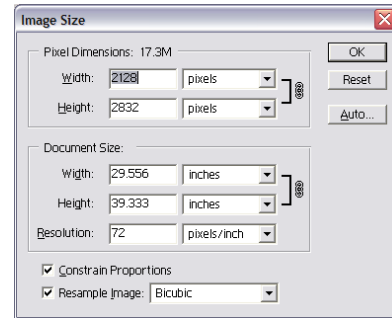 Image Size
Pixel Dimensions: 17.3M
Width: 2128 pixels
Height: 2832 pixels
OK
Reset
Auto...
Document Size:
Width: 29.556 inches
Height: 39.333 inches
Resolution: 72 pixels/inch
Constrain Proportions
Resample Image: Bicubic